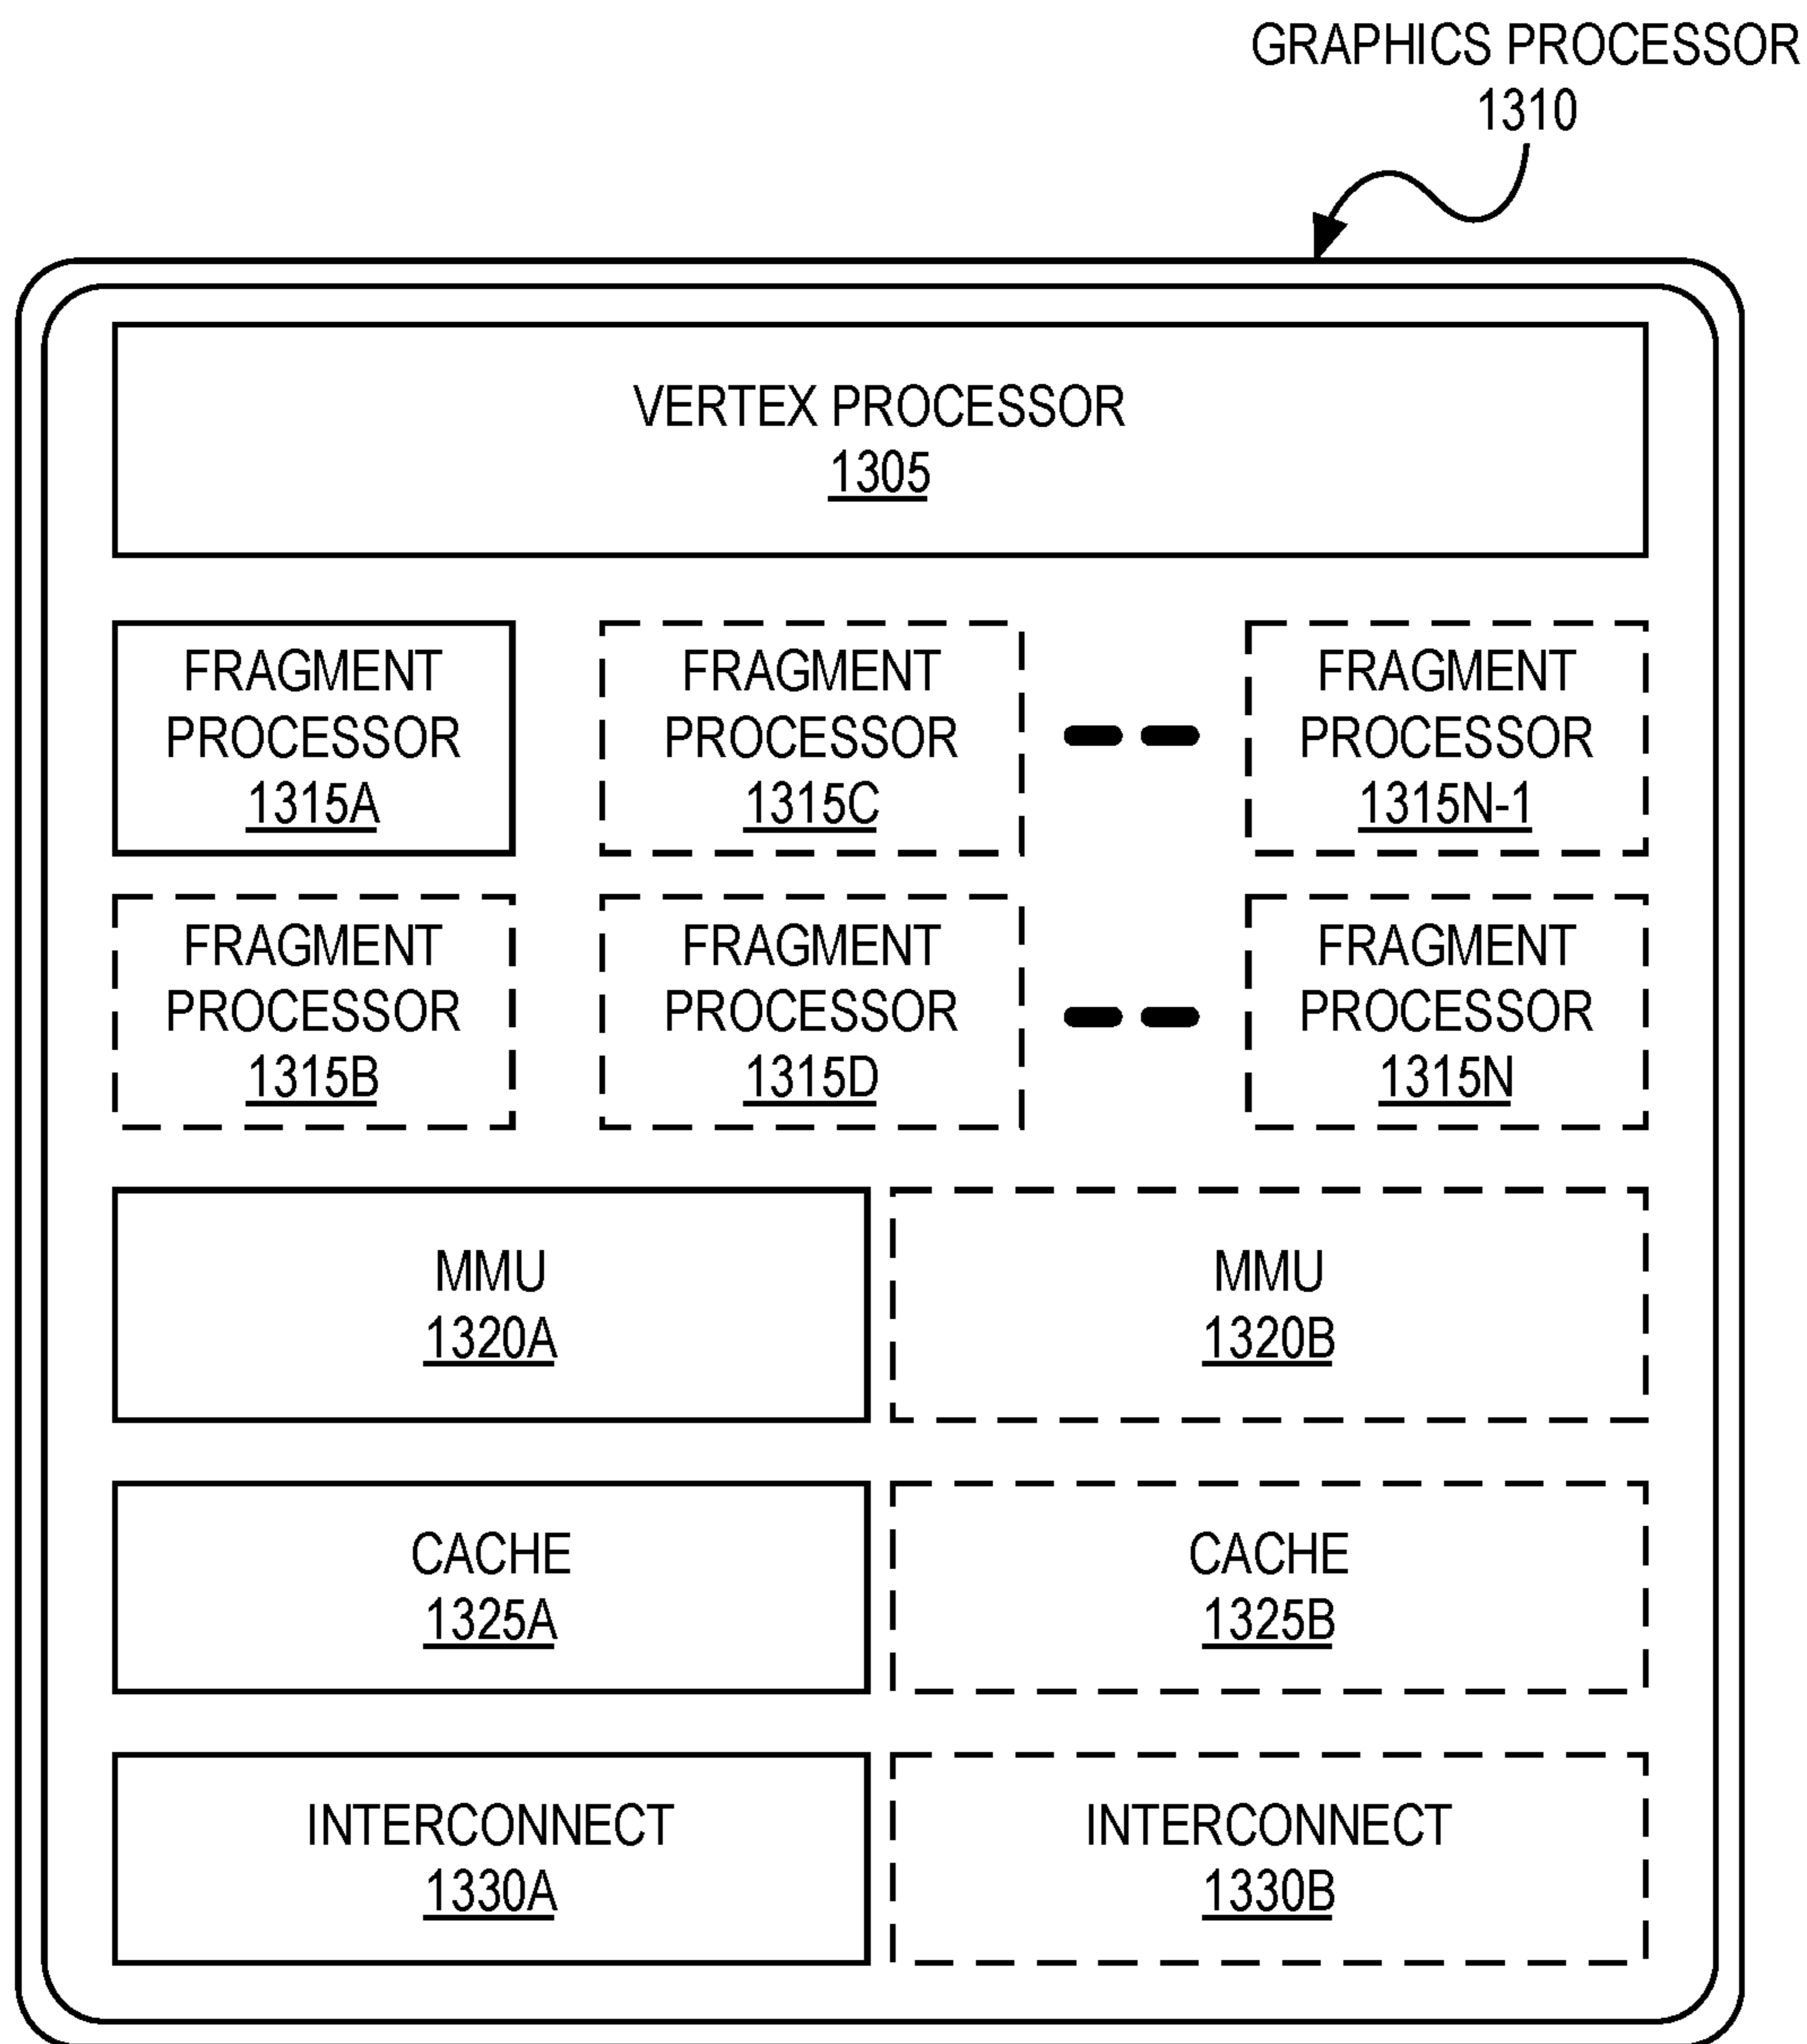 GRAPHICS PROCESSOR
1310
VERTEX PROCESSOR
1305
FRAGMENT
PROCESSOR
1315A
FRAGMENT
PROCESSOR
1315C
FRAGMENT
PROCESSOR
1315N-1
FRAGMENT
PROCESSOR
1315B
FRAGMENT
PROCESSOR
1315D
FRAGMENT
PROCESSOR
1315N
MMU
1320A
MMU
1320B
CACHE
1325A
CACHE
1325B
INTERCONNECT
1330A
INTERCONNECT
1330B